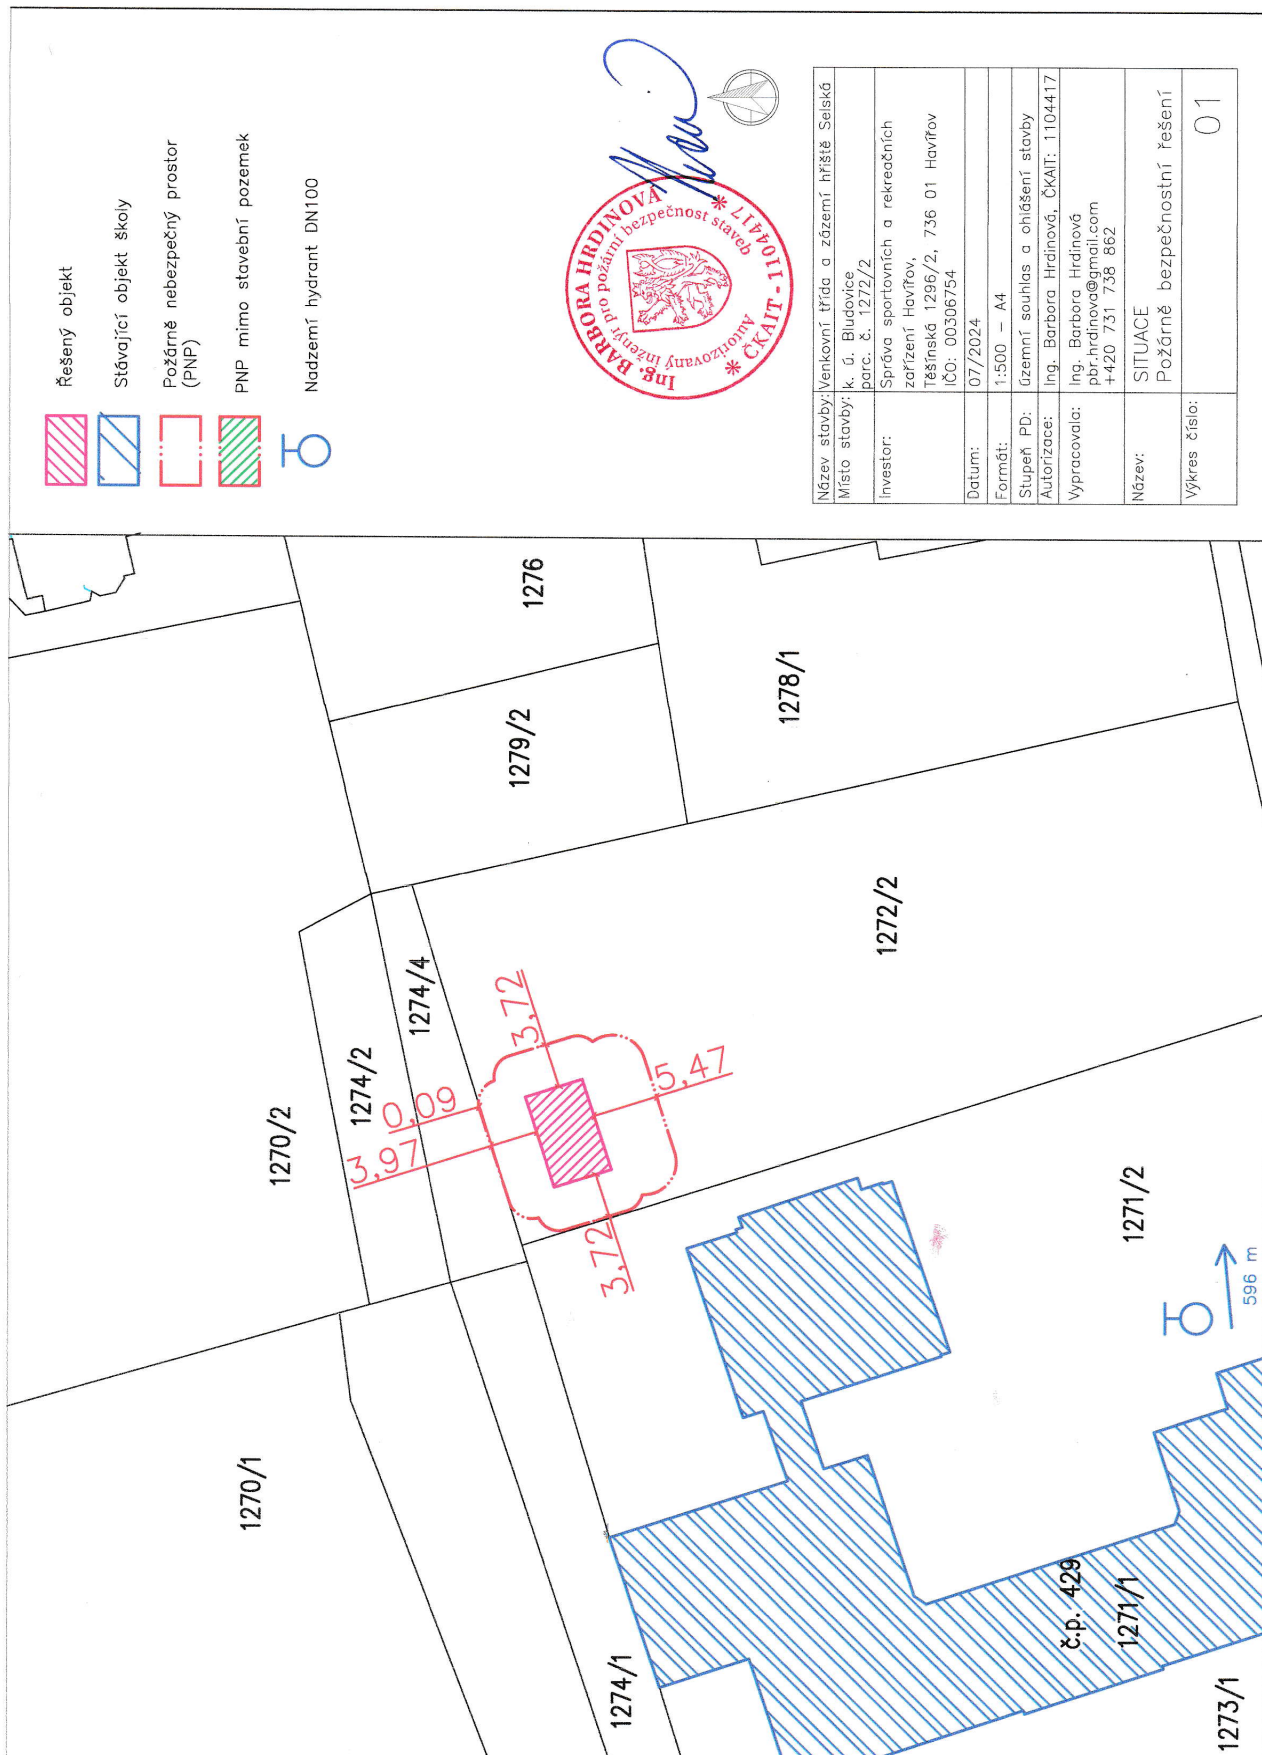 Řešený objekt
Stávající objekt školy
Požárně nebezpečný prostor
(PNP)
PNP mimo stavební pozemek
Nadzemí hydrant DN100
Ing. BARBORA HRDINOVÁ
Autorizovaný inženýr pro požární bezpečnost staveb
* ČKAIT - 1104417 *
Název stavby: Venkovní třída a zázemí hřiště Selská
Místo stavby: k. ú. Bludovice
parc. č. 1272/2
Investor: Správa sportovních a rekreačních
zařízení Havířov,
Těšínská 1296/2, 736 01 Havířov
IČO: 00306754
Datum: 07/2024
Formát: 1:500 – A4
Stupeň PD: územní souhlas a ohlášení stavby
Autorizace: Ing. Barbora Hrdinová, ČKAIT: 1104417
Vypracovala: Ing. Barbora Hrdinová
pbr.hrdinova@gmail.com
+420 731 738 862
Název: SITUACE
Požárně bezpečnostní řešení
Výkres číslo: 01
1276
1279/2
1278/1
1272/2
1274/4
1274/2
1270/2
0,09
3,97
3,72
5,47
3,72
1271/2
596 m
1270/1
č.p. 429
1271/1
1274/1
1273/1